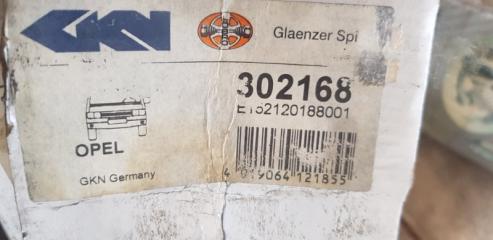 GKN
Glaenzer Spi
302168
E152120188001
OPEL
GKN Germany
4 019064 121855